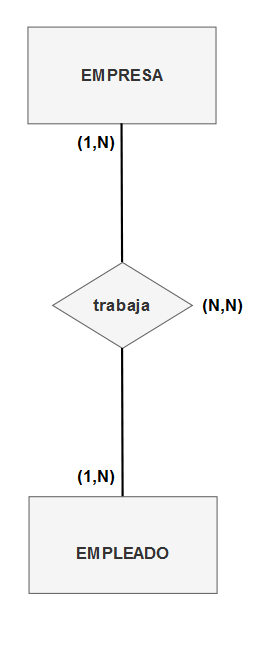 EMPRESA
(1,N)
trabaja
(N,N)
(1,N)
EMPLEADO